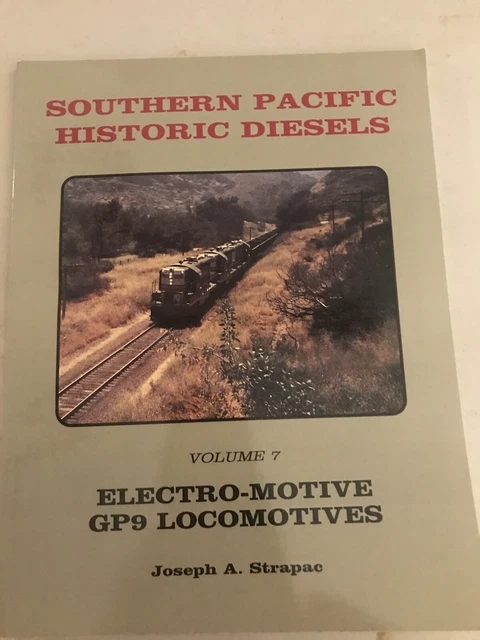 SOUTHERN PACIFIC
HISTORIC DIESELS
VOLUME 7
ELECTRO-MOTIVE
GP9 LOCOMOTIVES
Joseph A. Strapac